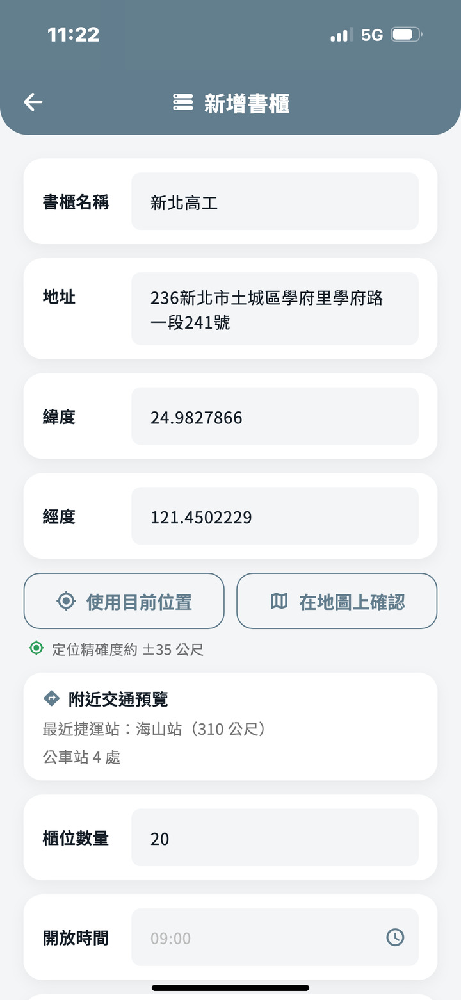 11:22
5G
新增書櫃
書櫃名稱
新北高工
地址
236新北市土城區學府里學府路
一段241號
緯度
24.9827866
經度
121.4502229
使用目前位置
在地圖上確認
定位精確度約 ±35 公尺
附近交通預覽
最近捷運站：海山站（310 公尺）
公車站 4 處
櫃位數量
20
開放時間
09:00